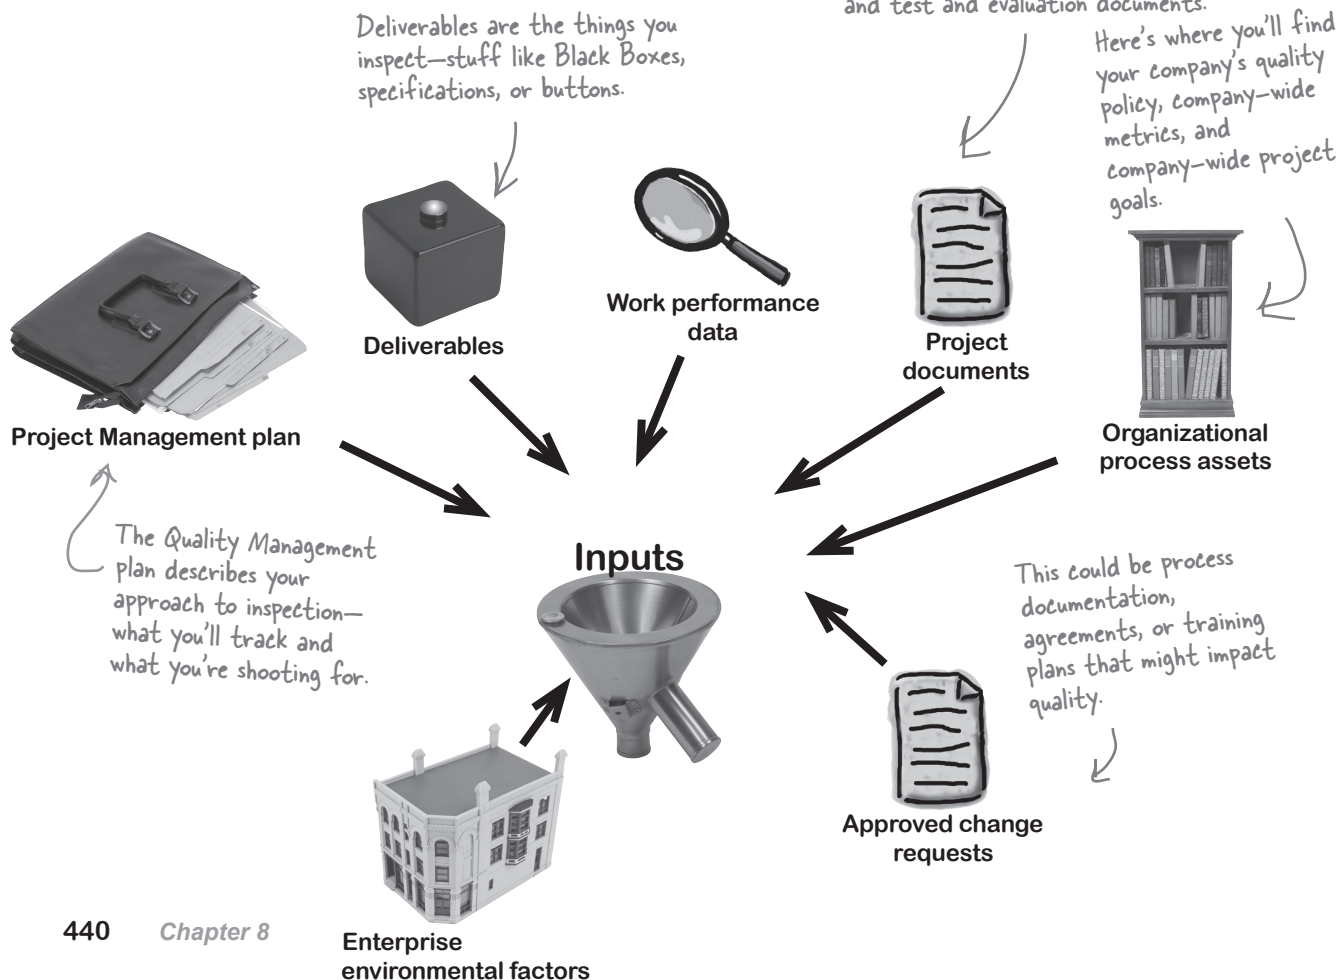 and test and evaluation documents.
Deliverables are the things you
inspect—stuff like Black Boxes,
specifications, or buttons.
Here's where you'll find
your company's quality
policy, company-wide
metrics, and
company-wide project
goals.
Deliverables
Work performance
data
Project
documents
Project Management plan
Organizational
process assets
The Quality Management
plan describes your
approach to inspection—
what you'll track and
what you're shooting for.
Inputs
This could be process
documentation,
agreements, or training
plans that might impact
quality.
Approved change
requests
440 Chapter 8
Enterprise
environmental factors